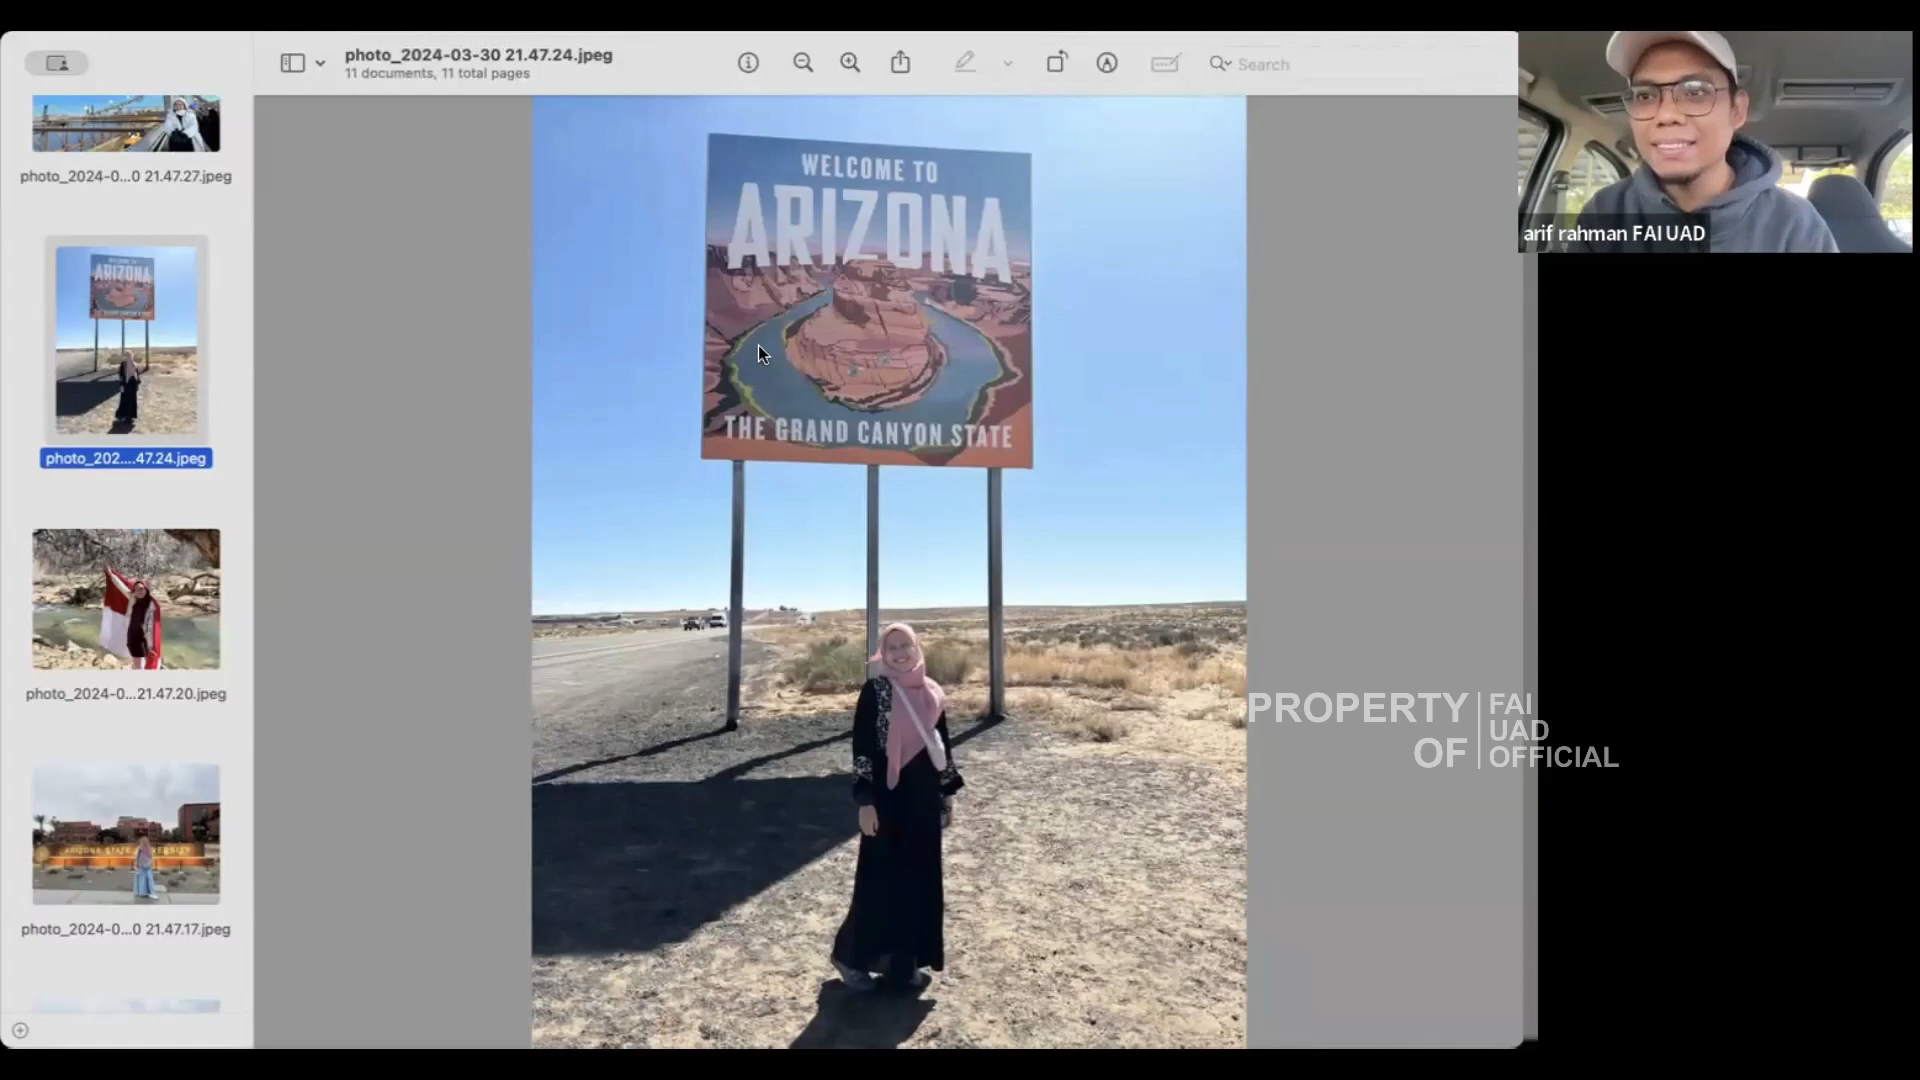 photo_2024-03-30 21.47.24.jpeg
11 documents, 11 total pages
Search
photo_2024-0...0 21.47.27.jpeg
WELCOME TO
ARIZONA
THE GRAND CANYON STATE
photo_202....47.24.jpeg
photo_2024-0...21.47.20.jpeg
ARIZONA STATE
photo_2024-0...0 21.47.17.jpeg
arif rahman FAI UAD
PROPERTY OF
FAI
UAD
OFFICIAL